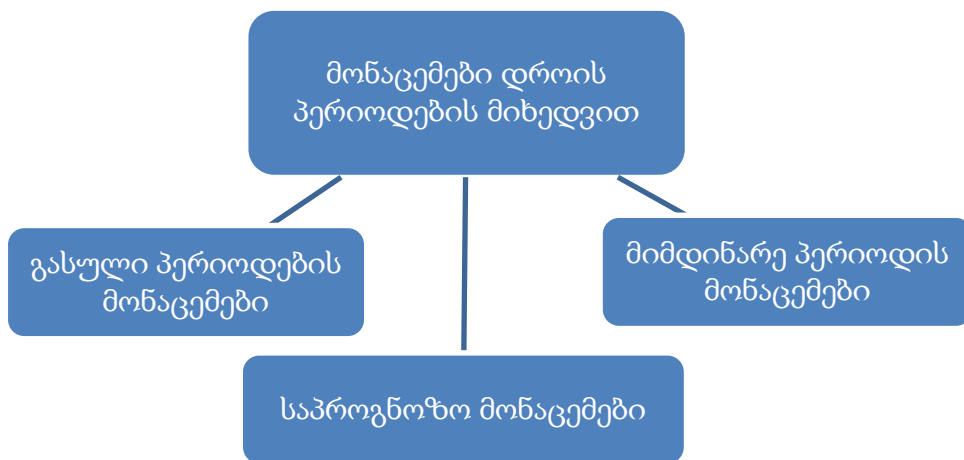 მონაცემები დროის
პერიოდების მიხედვით
გასული პერიოდების
მონაცემები
მიმდინარე პერიოდის
მონაცემები
საპროგნოზო მონაცემები